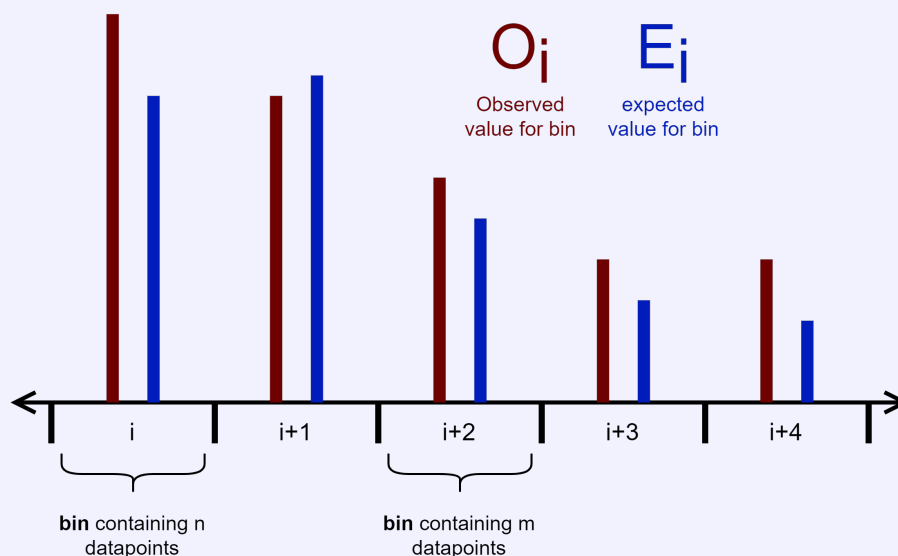 Oi Ei
Observed
value for bin
expected
value for bin
i i+1 i+2 i+3 i+4
bin containing n
datapoints
bin containing m
datapoints